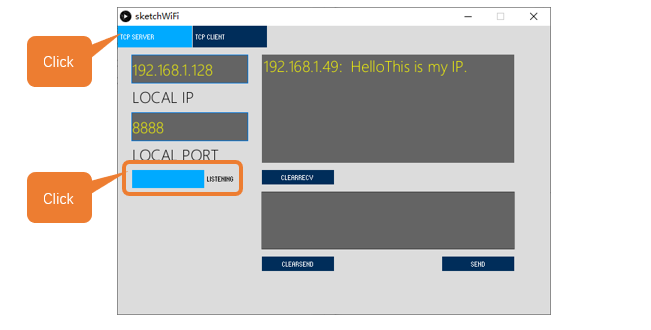 sketchWiFi
TCP SERVER
TCP CLIENT
Click
192.168.1.128
LOCAL IP
8888
LOCAL PORT
LISTENING
Click
192.168.1.49:  HelloThis is my IP.
CLEARRECV
CLEARSEND
SEND